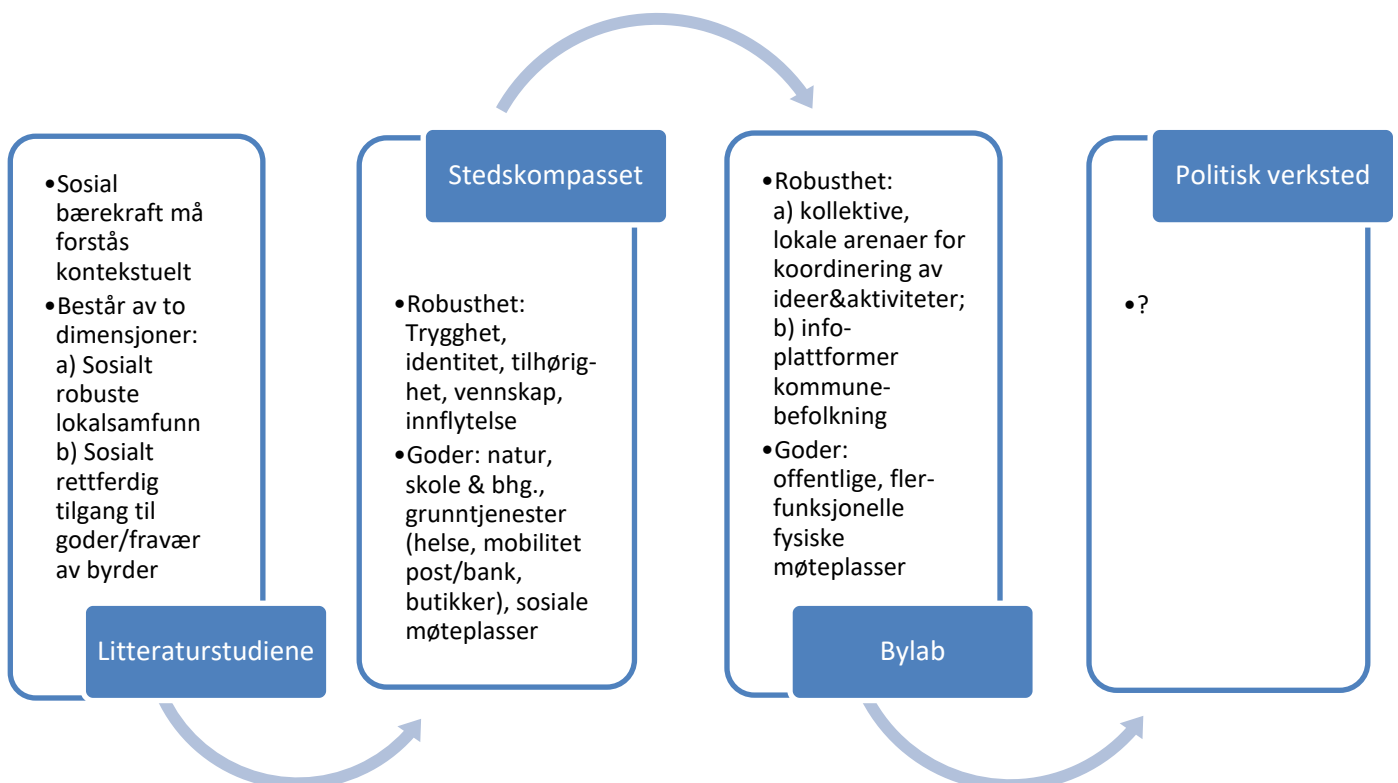 •Sosial
bærekraft må
forstås
kontekstuelt
•Består av to
dimensjoner:
a) Sosialt
robuste
lokalsamfunn
b) Sosialt
rettferdig
tilgang til
goder/fravær
av byrder
Litteraturstudiene
Stedskompasset
•Robusthet:
Trygghet,
identitet, tilhørig-
het, vennskap,
innflytelse
•Goder: natur,
skole & bhg.,
grunntjenester
(helse, mobilitet
post/bank,
butikker), sosiale
møteplasser
•Robusthet:
a) kollektive,
lokale arenaer for
koordinering av
ideer&aktiviteter;
b) info-
plattformer
kommune-
befolkning
•Goder:
offentlige, fler-
funksjonelle
fysiske
møteplasser
Bylab
Politisk verksted
•?